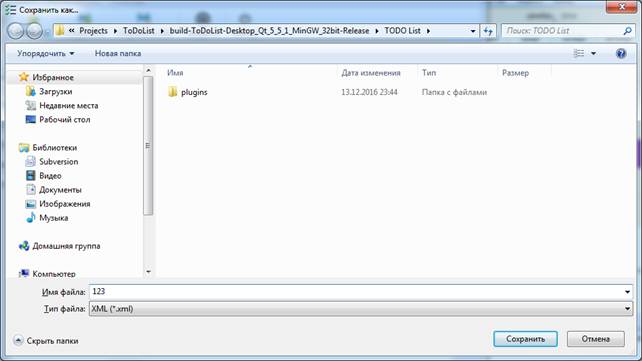 Сохранить как...
Projects ▸ ToDoList ▸ build-ToDoList-Desktop_Qt_5_5_1_MinGW_32bit-Release ▸ TODO List ▸
Поиск: TODO List
Упорядочить Новая папка
Избранное
Загрузки
Недавние места
Рабочий стол
Библиотеки
Subversion
Видео
Документы
Изображения
Музыка
Домашняя группа
Компьютер
Имя Дата изменения Тип Размер
plugins 13.12.2016 23:44 Папка с файлами
Имя файла: 123
Тип файла: XML (*.xml)
Скрыть папки Сохранить Отмена